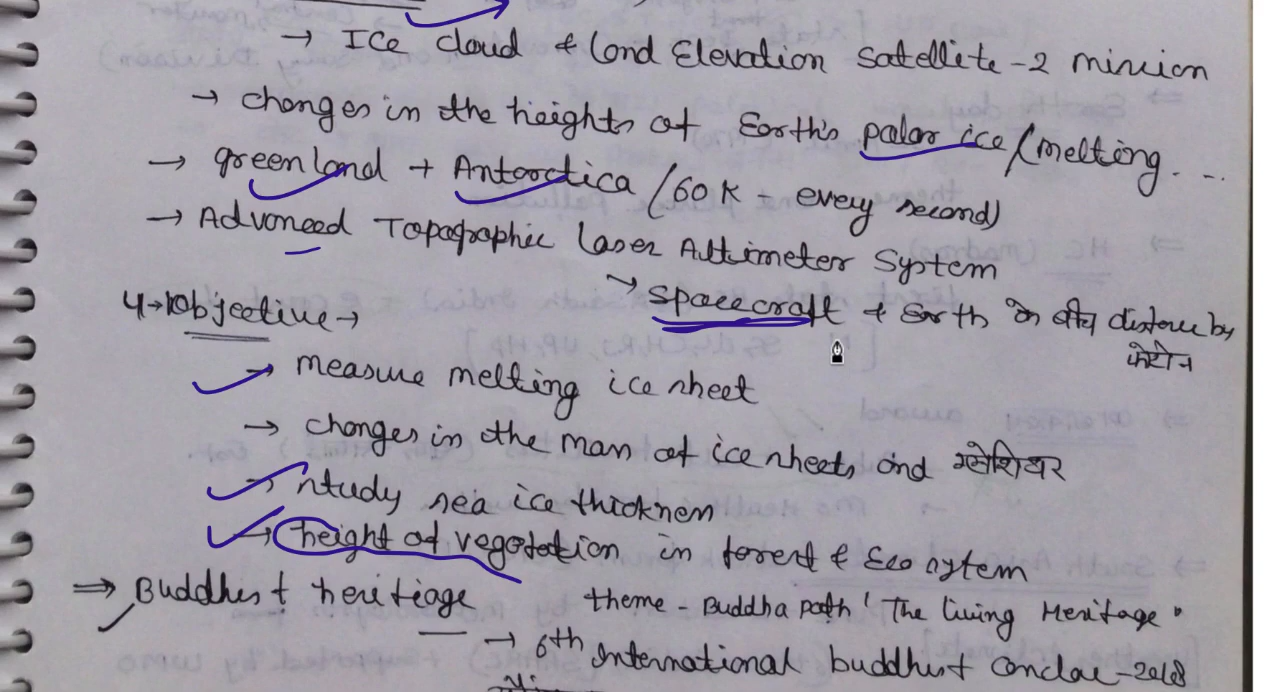 → ICe cloud & land Elevation Satellite-2 mission
→ changes in the heights of Earth's polar ice/melting...
→ greenland + Antarctica (60 K - every second)
→ Advanced Topographic laser Altimeter System
→ spacecraft & Earth के बीच distance by
फोटोन
4→ Objective →
→ measure melting ice sheet
→ changes in the mass of ice sheets and ग्लेशियर
→ study sea ice thickness
→ height of vegetation in forest & Eco system
⇒ Buddhist heritage theme - Buddha path 'The living Heritage"
→ 6th International buddhist conclae-2018